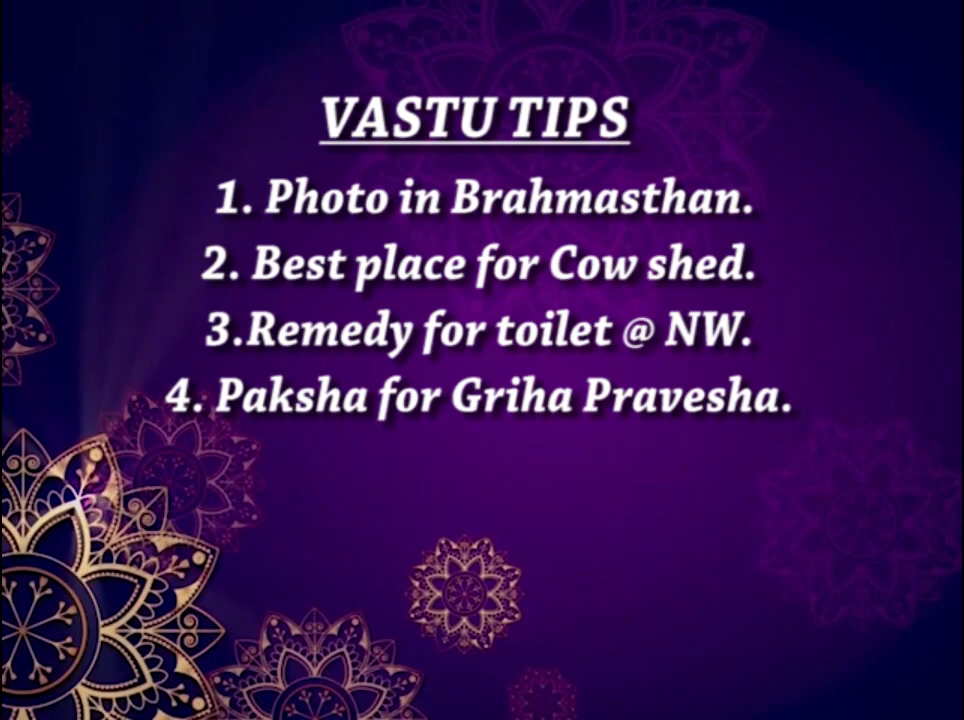 VASTU TIPS
1. Photo in Brahmasthan.
2. Best place for Cow shed.
3.Remedy for toilet @ NW.
4. Paksha for Griha Pravesha.